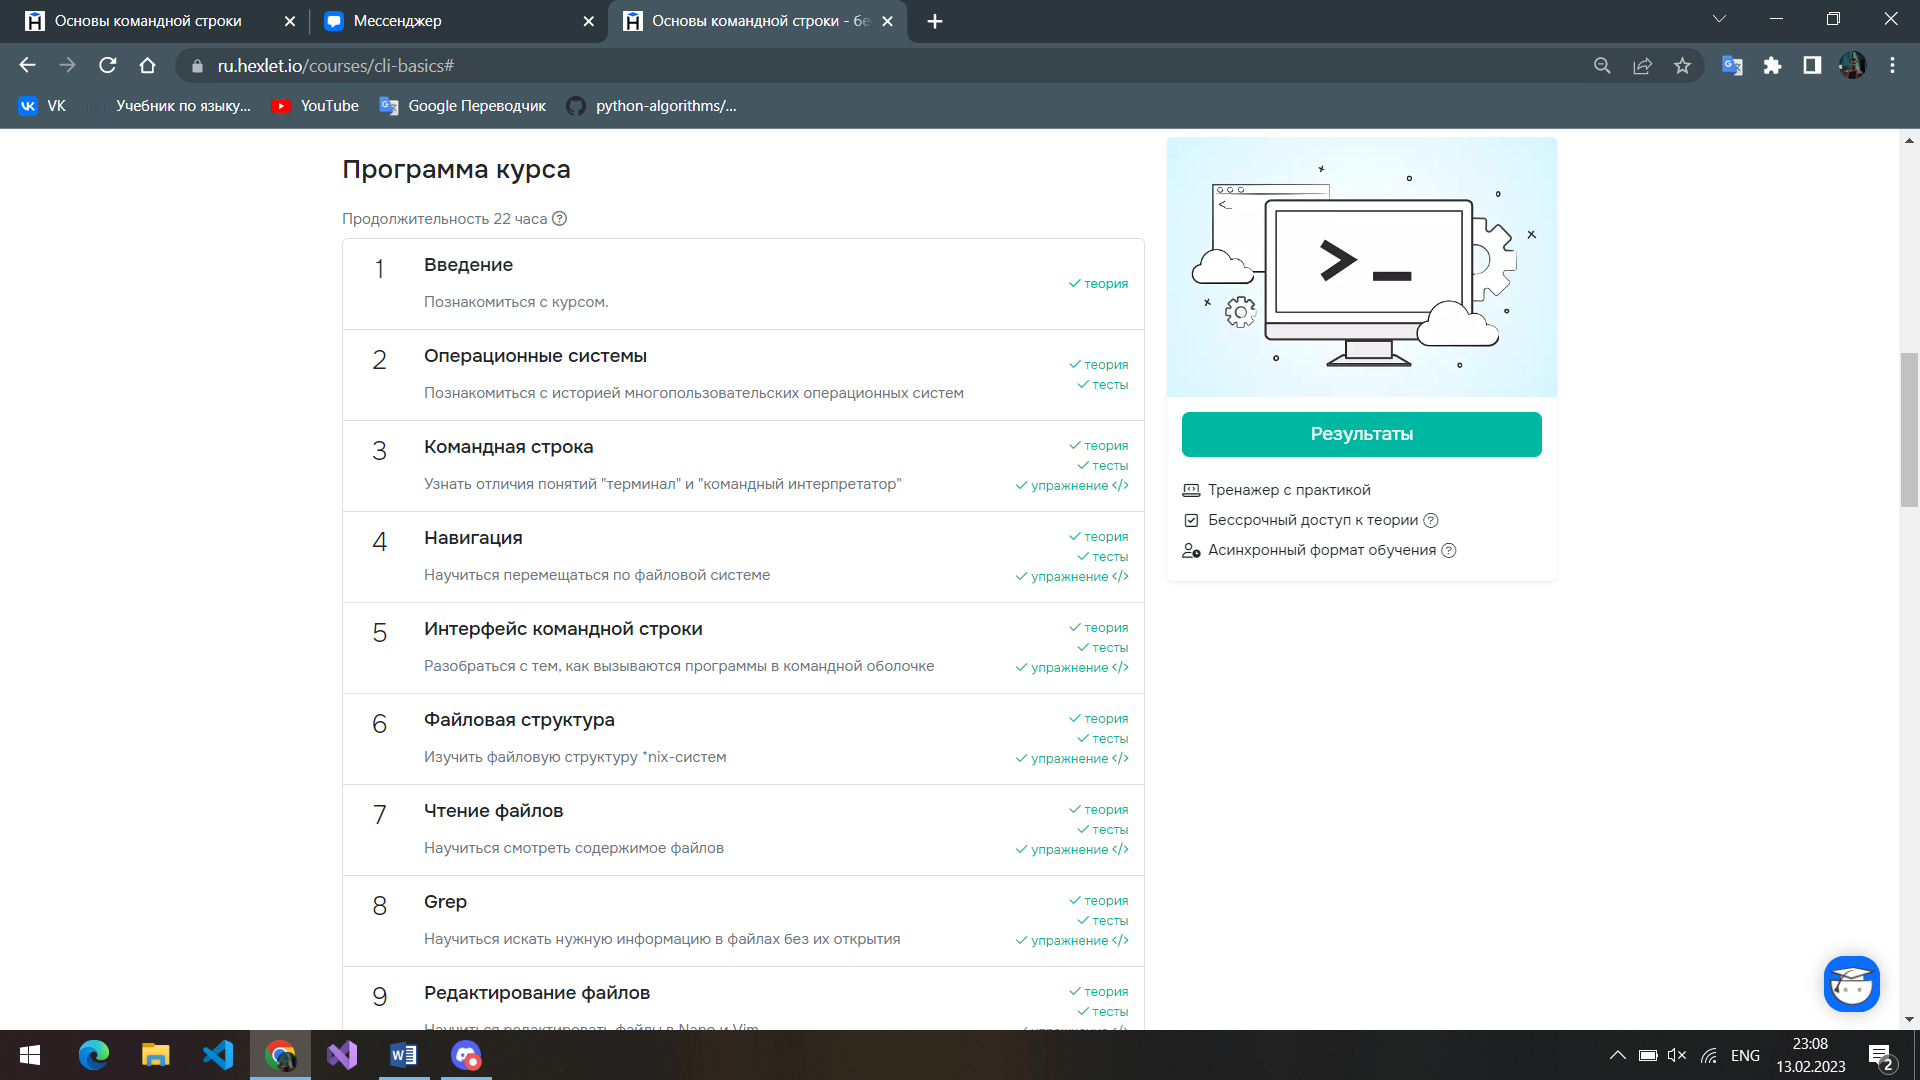 Основы командной строки
Мессенджер
Основы командной строки - бе
ru.hexlet.io/courses/cli-basics#
VK
Учебник по языку...
YouTube
Google Переводчик
python-algorithms/...
Программа курса
Продолжительность 22 часа
1
Введение
Познакомиться с курсом.
теория
2
Операционные системы
Познакомиться с историей многопользовательских операционных систем
теория
тесты
3
Командная строка
Узнать отличия понятий "терминал" и "командный интерпретатор"
теория
тесты
упражнение </>
4
Навигация
Научиться перемещаться по файловой системе
теория
тесты
упражнение </>
5
Интерфейс командной строки
Разобраться с тем, как вызываются программы в командной оболочке
теория
тесты
упражнение </>
6
Файловая структура
Изучить файловую структуру *nix-систем
теория
тесты
упражнение </>
7
Чтение файлов
Научиться смотреть содержимое файлов
теория
тесты
упражнение </>
8
Grep
Научиться искать нужную информацию в файлах без их открытия
теория
тесты
упражнение </>
9
Редактирование файлов
Научиться редактировать файлы в Nano и Vim
теория
тесты
упражнение </>
Результаты
Тренажер с практикой
Бессрочный доступ к теории
Асинхронный формат обучения
ENG
23:08
13.02.2023
2